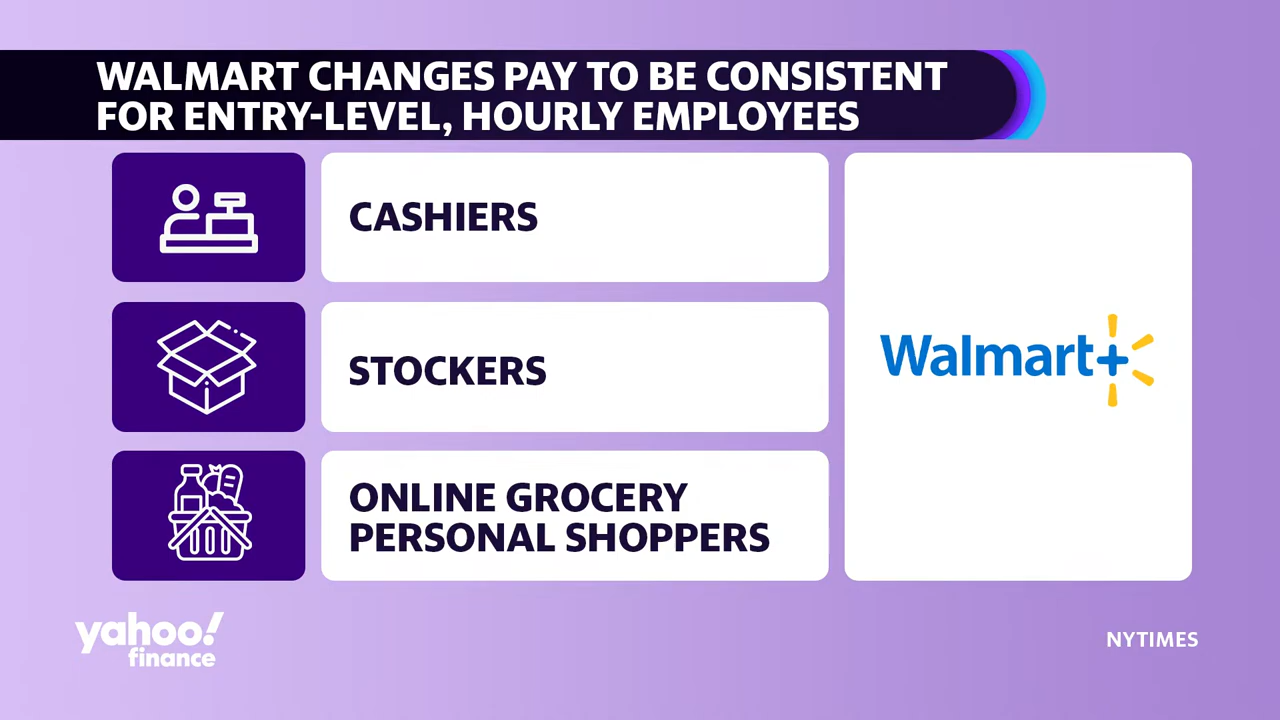 WALMART CHANGES PAY TO BE CONSISTENT
FOR ENTRY-LEVEL, HOURLY EMPLOYEES
CASHIERS
STOCKERS
ONLINE GROCERY
PERSONAL SHOPPERS
Walmart+
yahoo!
finance
NYTIMES